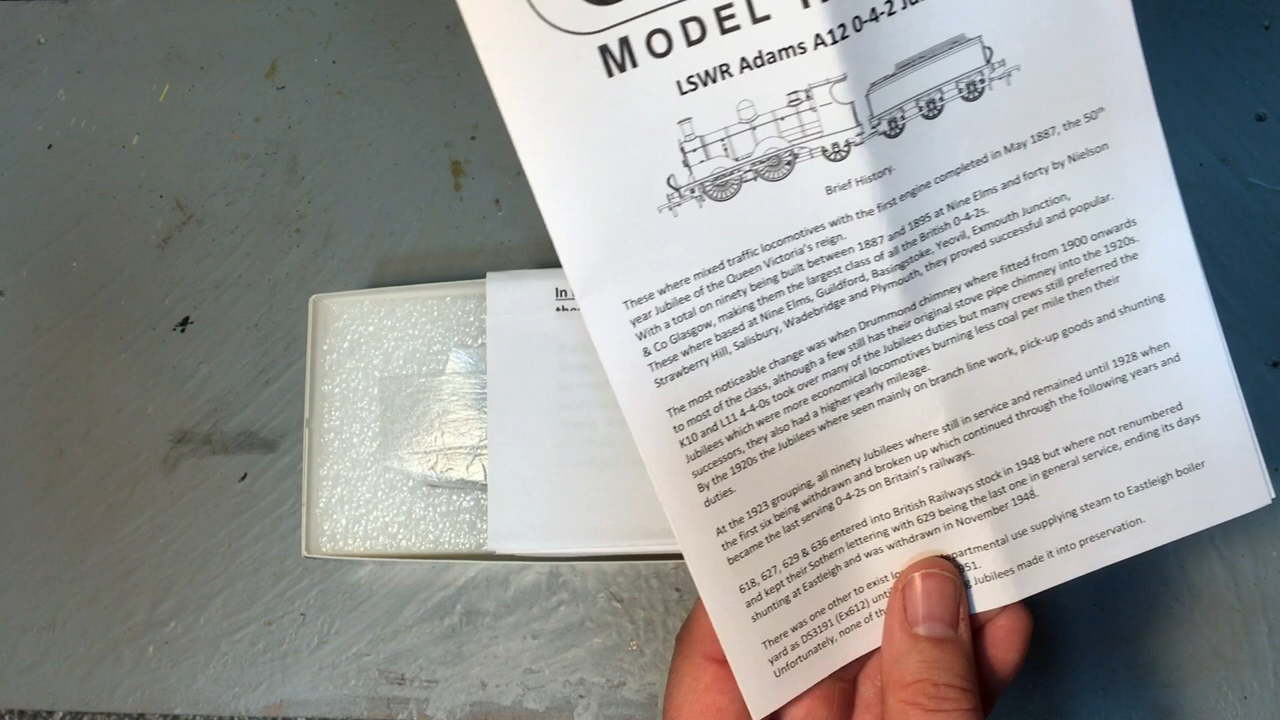 MODEL
LSWR Adams A12 0-4-2
Brief History.
These where mixed traffic locomotives with the first engine completed in May 1887, the 50th
year Jubilee of the Queen Victoria's reign.
With a total on ninety being built between 1887 and 1895 at Nine Elms and forty by Nielson
& Co Glasgow, making them the largest class of all the British 0-4-2s.
These where based at Nine Elms, Guildford, Basingstoke, Yeovil, Exmouth Junction,
Strawberry Hill, Salisbury, Wadebridge and Plymouth, they proved successful and popular.
The most noticeable change was when Drummond chimney where fitted from 1900 onwards
to most of the class, although a few still has their original stove pipe chimney into the 1920s.
K10 and L11 4-4-0s took over many of the Jubilees duties but many crews still preferred the
Jubilees which were more economical locomotives burning less coal per mile then their
successors, they also had a higher yearly mileage.
By the 1920s the Jubilees where seen mainly on branch line work, pick-up goods and shunting
duties.
At the 1923 grouping, all ninety Jubilees where still in service and remained until 1928 when
the first six being withdrawn and broken up which continued through the following years and
became the last serving 0-4-2s on Britain's railways.
618, 627, 629 & 636 entered into British Railways stock in 1948 but where not renumbered
and kept their Sothern lettering with 629 being the last one in general service, ending its days
shunting at Eastleigh and was withdrawn in November 1948.
There was one other to exist departmental use supplying steam to Eastleigh boiler
yard as DS3191 (Ex612) 951.
Unfortunately, none of Jubilees made it into preservation.
In